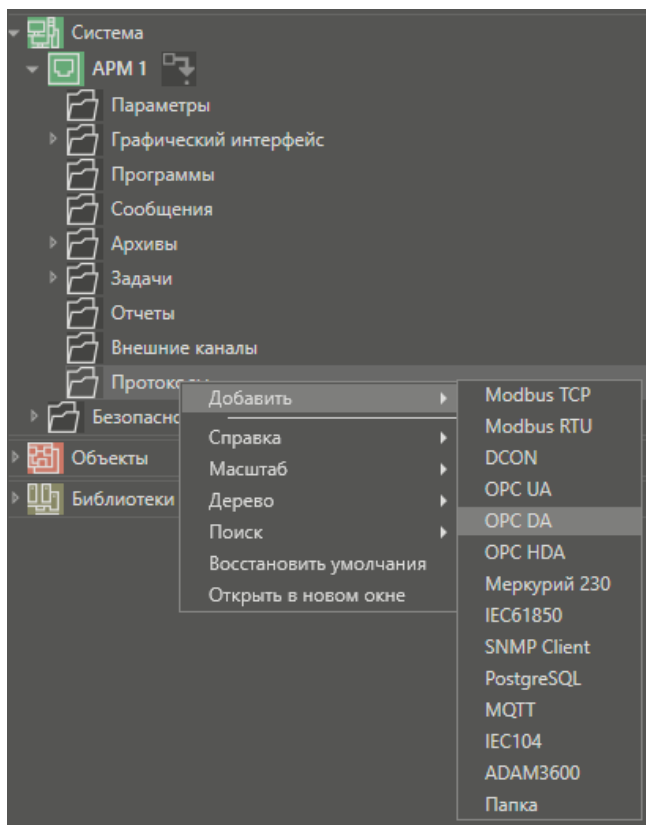 Система
АРМ 1
Параметры
Графический интерфейс
Программы
Сообщения
Архивы
Задачи
Отчеты
Внешние каналы
Безопасно
Объекты
Библиотеки
Добавить
Справка
Масштаб
Дерево
Поиск
Восстановить умолчания
Открыть в новом окне
Modbus TCP
Modbus RTU
DCON
OPC UA
OPC DA
OPC HDA
Меркурий 230
IEC61850
SNMP Client
PostgreSQL
MQTT
IEC104
ADAM3600
Папка